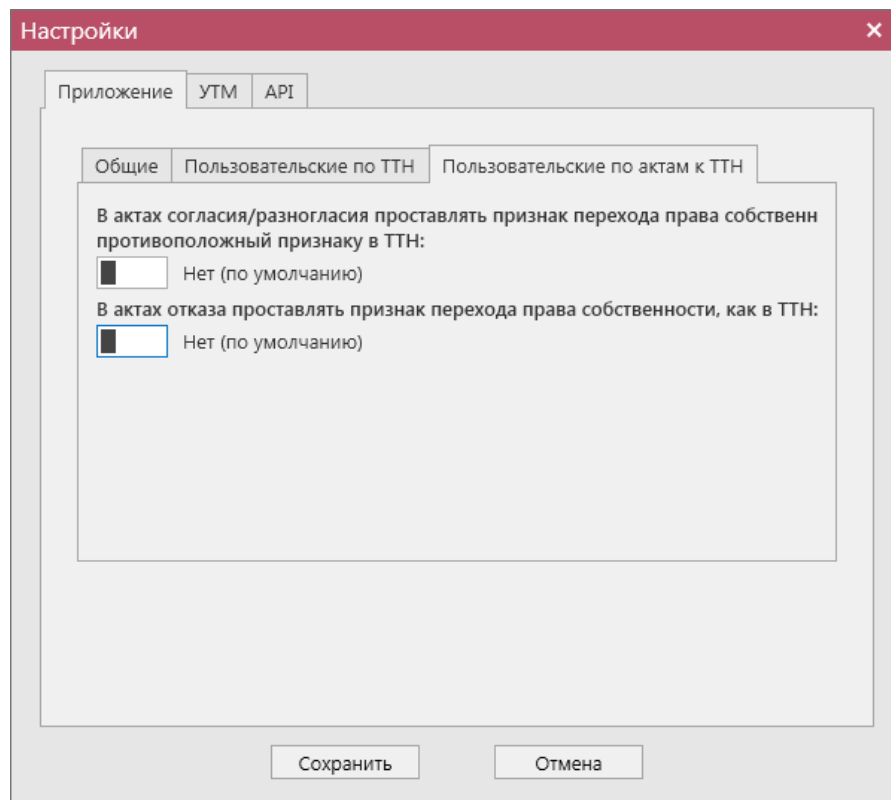 Настройки
Приложение УТМ API
Общие Пользовательские по ТТН Пользовательские по актам к ТТН
В актах согласия/разногласия проставлять признак перехода права собственн
противоположный признаку в ТТН:
Нет (по умолчанию)
В актах отказа проставлять признак перехода права собственности, как в ТТН:
Нет (по умолчанию)
Сохранить Отмена